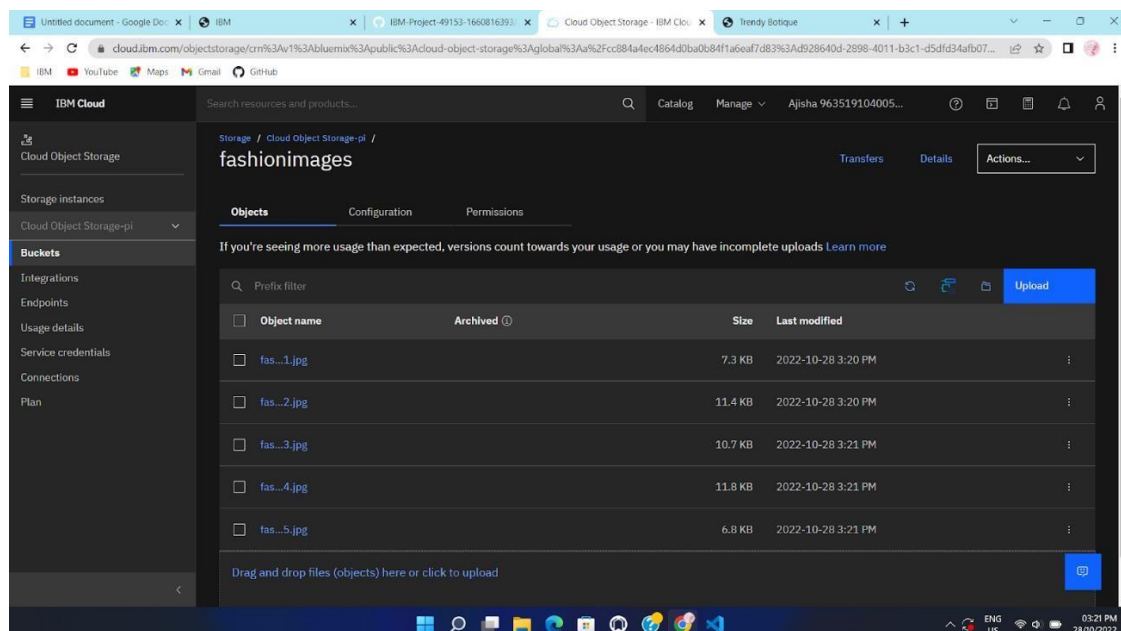 Untitled document - Google Doc
IBM
IBM-Project-49153-1660816393/
Cloud Object Storage - IBM Clou
Trendy Botique
cloud.ibm.com/objectstorage/crn%3Av1%3Abluemix%3Apublic%3Acloud-object-storage%3Aglobal%3Aa%2Fcc884a4ec4864d0ba0b84f1a6eaf7d83%3Ad928640d-2898-4011-b3c1-d5dfd34afb07...
IBM YouTube Maps Gmail GitHub
IBM Cloud
Search resources and products...
Catalog Manage Ajisha 963519104005...
Cloud Object Storage
Storage / Cloud Object Storage-pi /
fashionimages
Transfers Details Actions...
Storage instances
Cloud Object Storage-pi
Buckets
Integrations
Endpoints
Usage details
Service credentials
Connections
Plan
Objects Configuration Permissions
If you're seeing more usage than expected, versions count towards your usage or you may have incomplete uploads Learn more
Prefix filter
Upload
Object name Archived Size Last modified
fas...1.jpg 7.3 KB 2022-10-28 3:20 PM
fas...2.jpg 11.4 KB 2022-10-28 3:20 PM
fas...3.jpg 10.7 KB 2022-10-28 3:21 PM
fas...4.jpg 11.8 KB 2022-10-28 3:21 PM
fas...5.jpg 6.8 KB 2022-10-28 3:21 PM
Drag and drop files (objects) here or click to upload
ENG
US
03:21 PM
28/10/2022